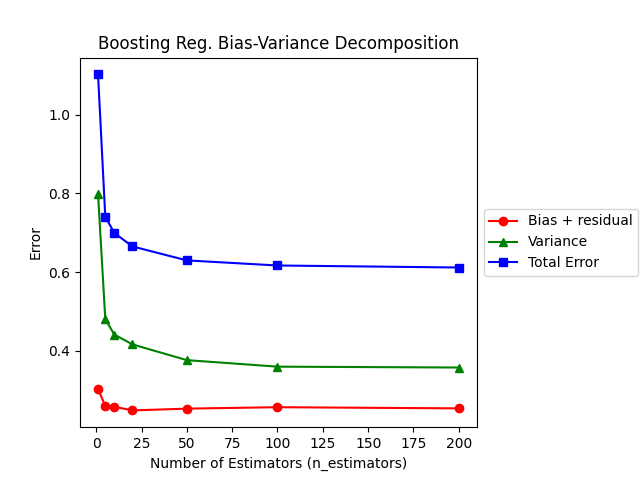 Boosting Reg. Bias-Variance Decomposition
Error
1.0
0.8
0.6
0.4
0 25 50 75 100 125 150 175 200
Number of Estimators (n_estimators)
Bias + residual
Variance
Total Error